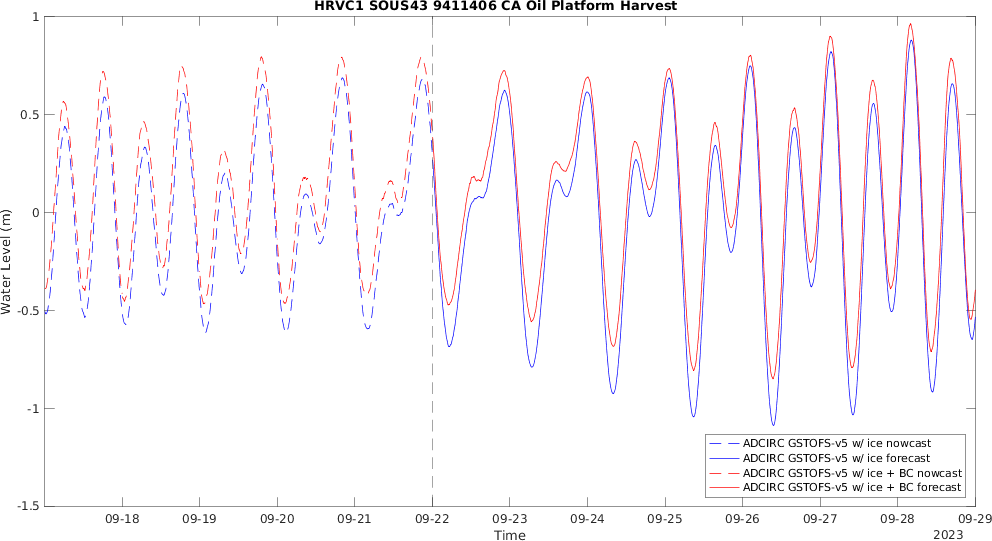 HRVC1 SOUS43 9411406 CA Oil Platform Harvest
1
0.5
0
-0.5
-1
-1.5
Water Level (m)
09-18 09-19 09-20 09-21 09-22 09-23 09-24 09-25 09-26 09-27 09-28 09-29
Time
2023
ADCIRC GSTOFS-v5 w/ ice nowcast
ADCIRC GSTOFS-v5 w/ ice forecast
ADCIRC GSTOFS-v5 w/ ice + BC nowcast
ADCIRC GSTOFS-v5 w/ ice + BC forecast